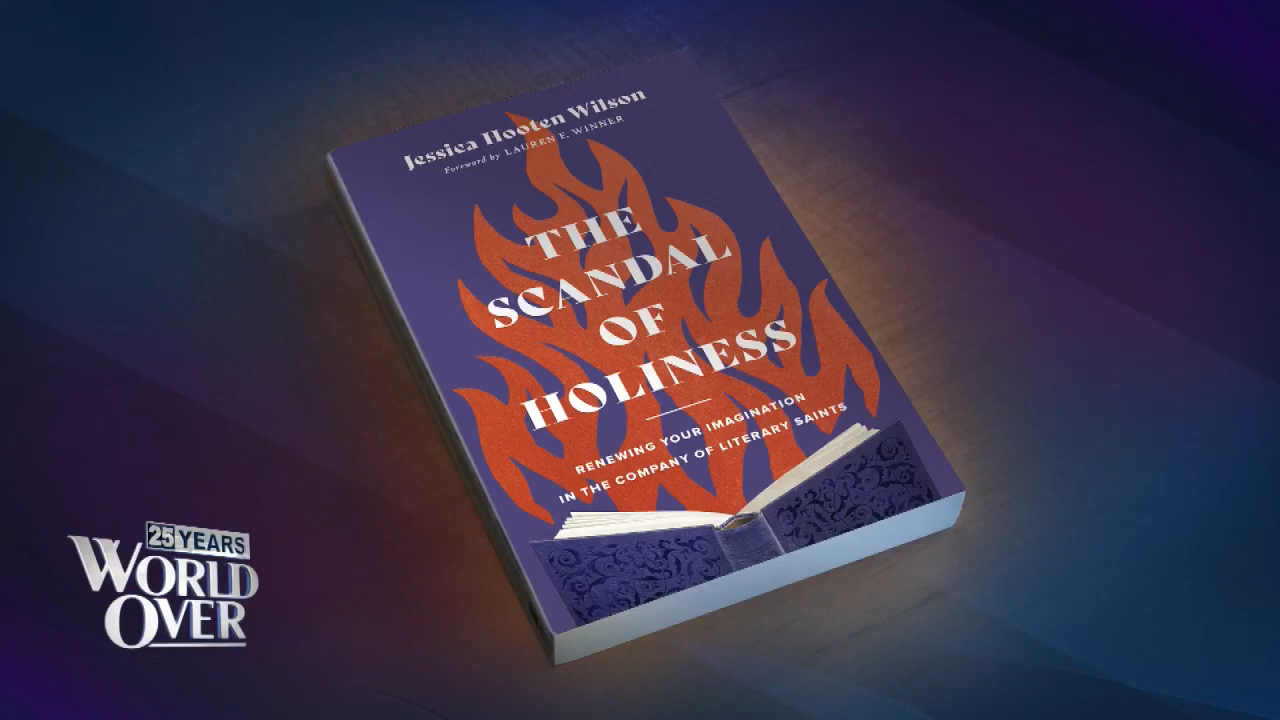 Jessica Hooten Wilson
Foreword by LAUREN F. WINNER
THE
SCANDAL
OF
HOLINESS
RENEWING YOUR IMAGINATION
IN THE COMPANY OF LITERARY SAINTS
25 YEARS
WORLD
OVER